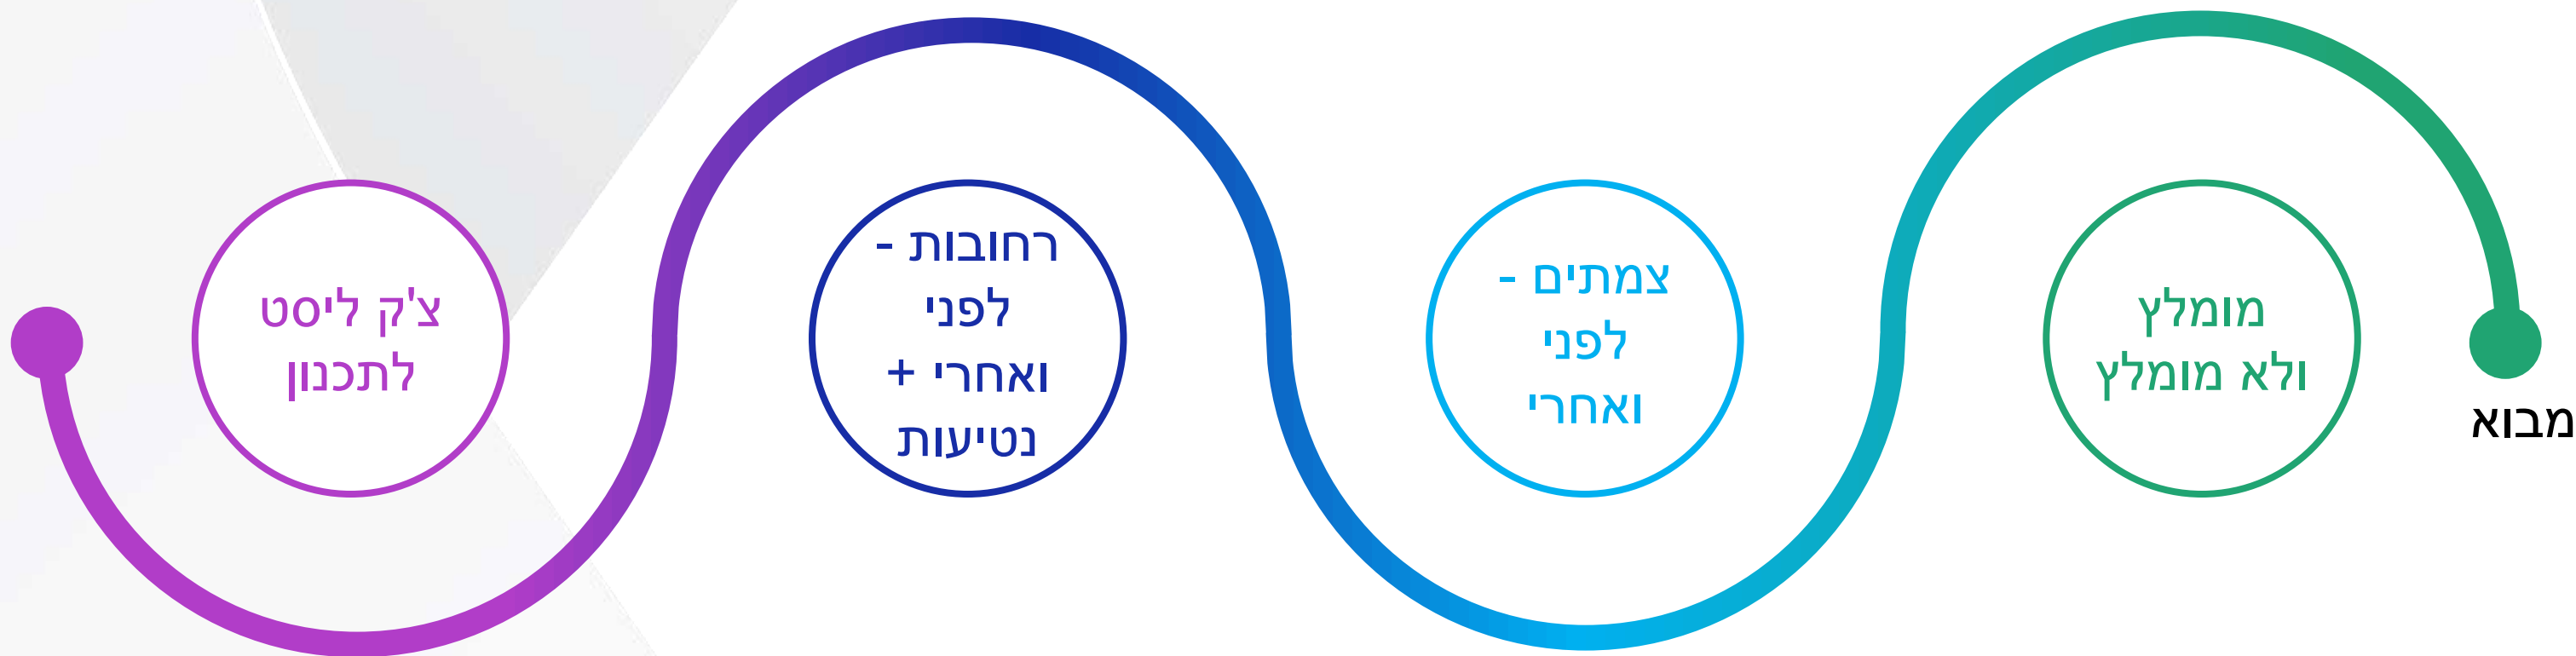 מבוא
מומלץ
ולא מומלץ
צמתים -
לפני
ואחרי
רחובות -
לפני
ואחרי +
נטיעות
צ'ק ליסט
לתכנון